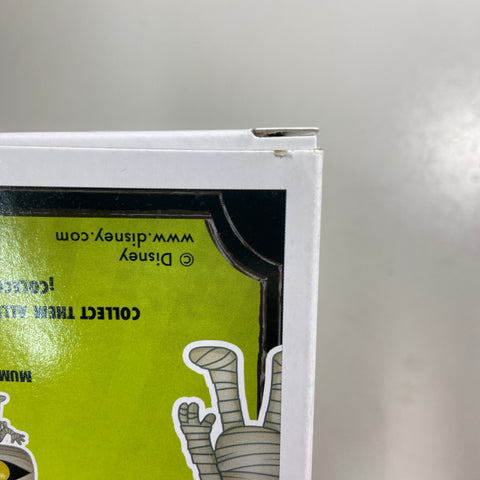 MUM
COLLECT THEM ALL
¡COLEC
© Disney
www.disney.com